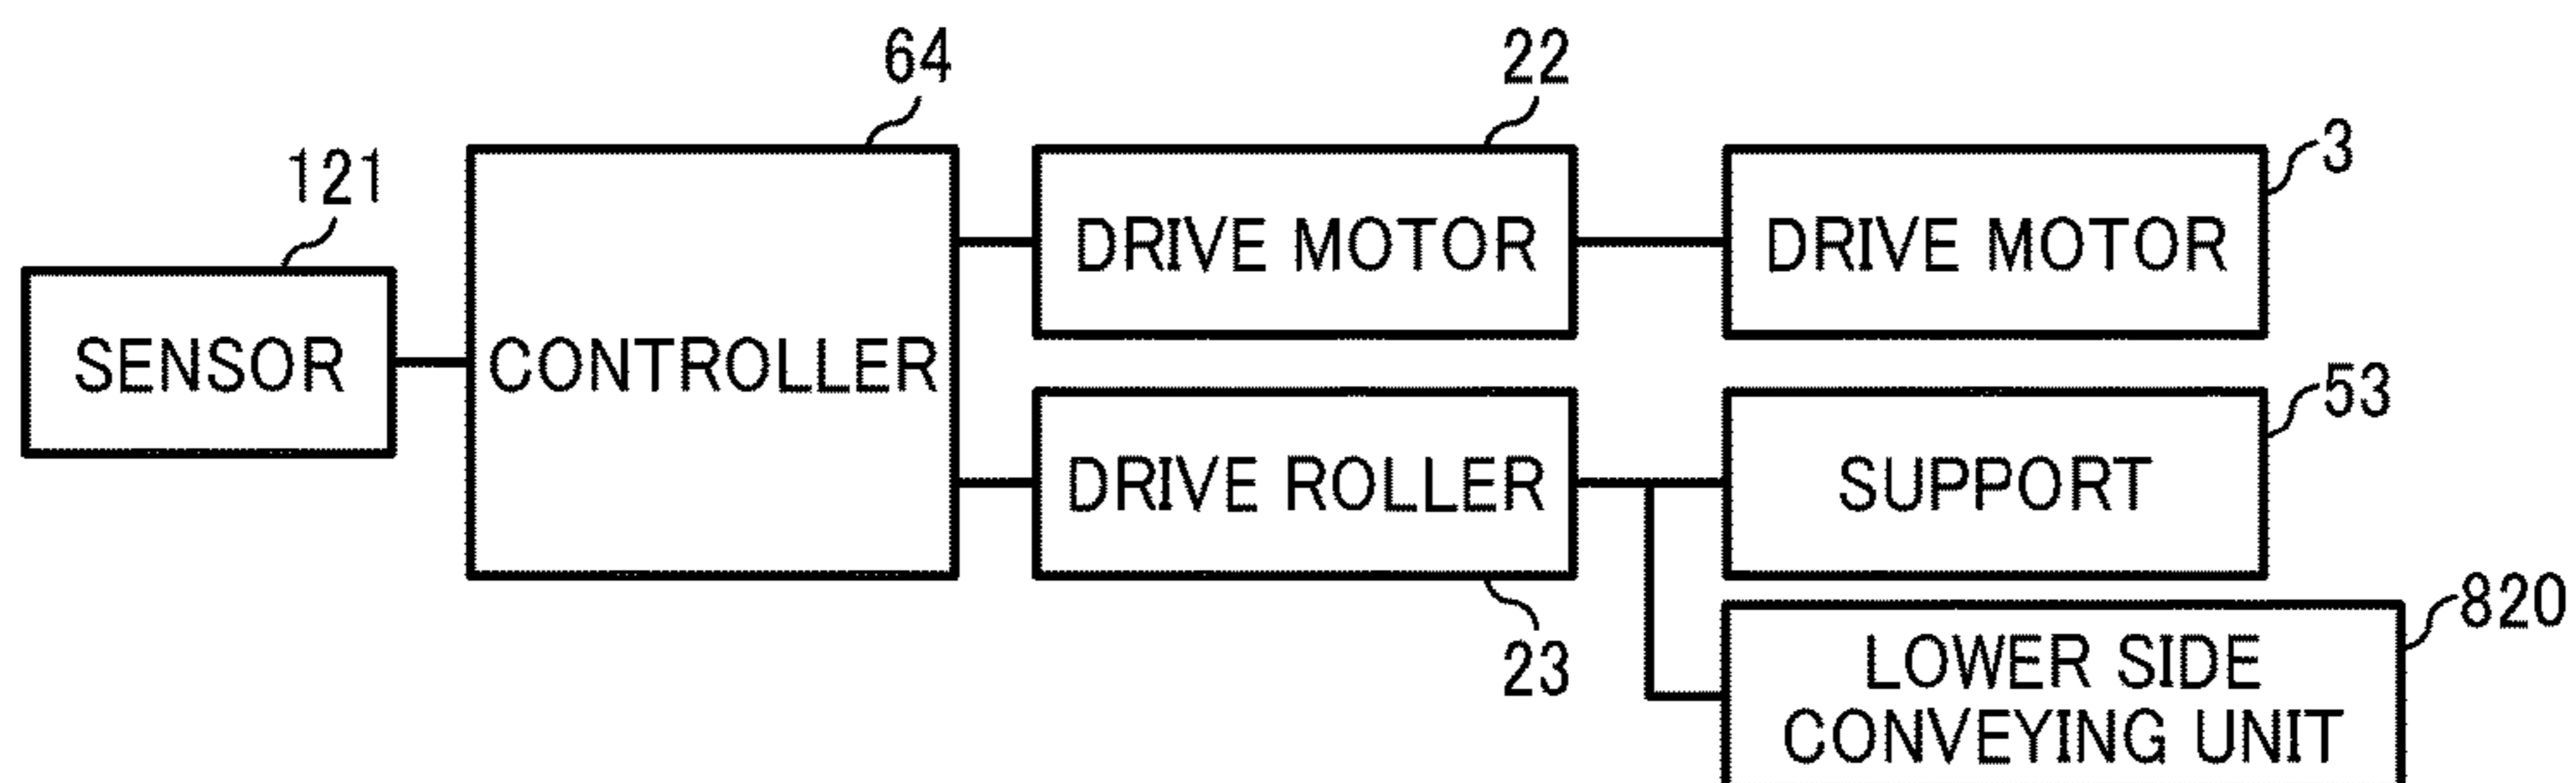 64
22
3
121
DRIVE MOTOR
DRIVE MOTOR
SENSOR
CONTROLLER
53
DRIVE ROLLER
SUPPORT
23
820
LOWER SIDE
CONVEYING UNIT